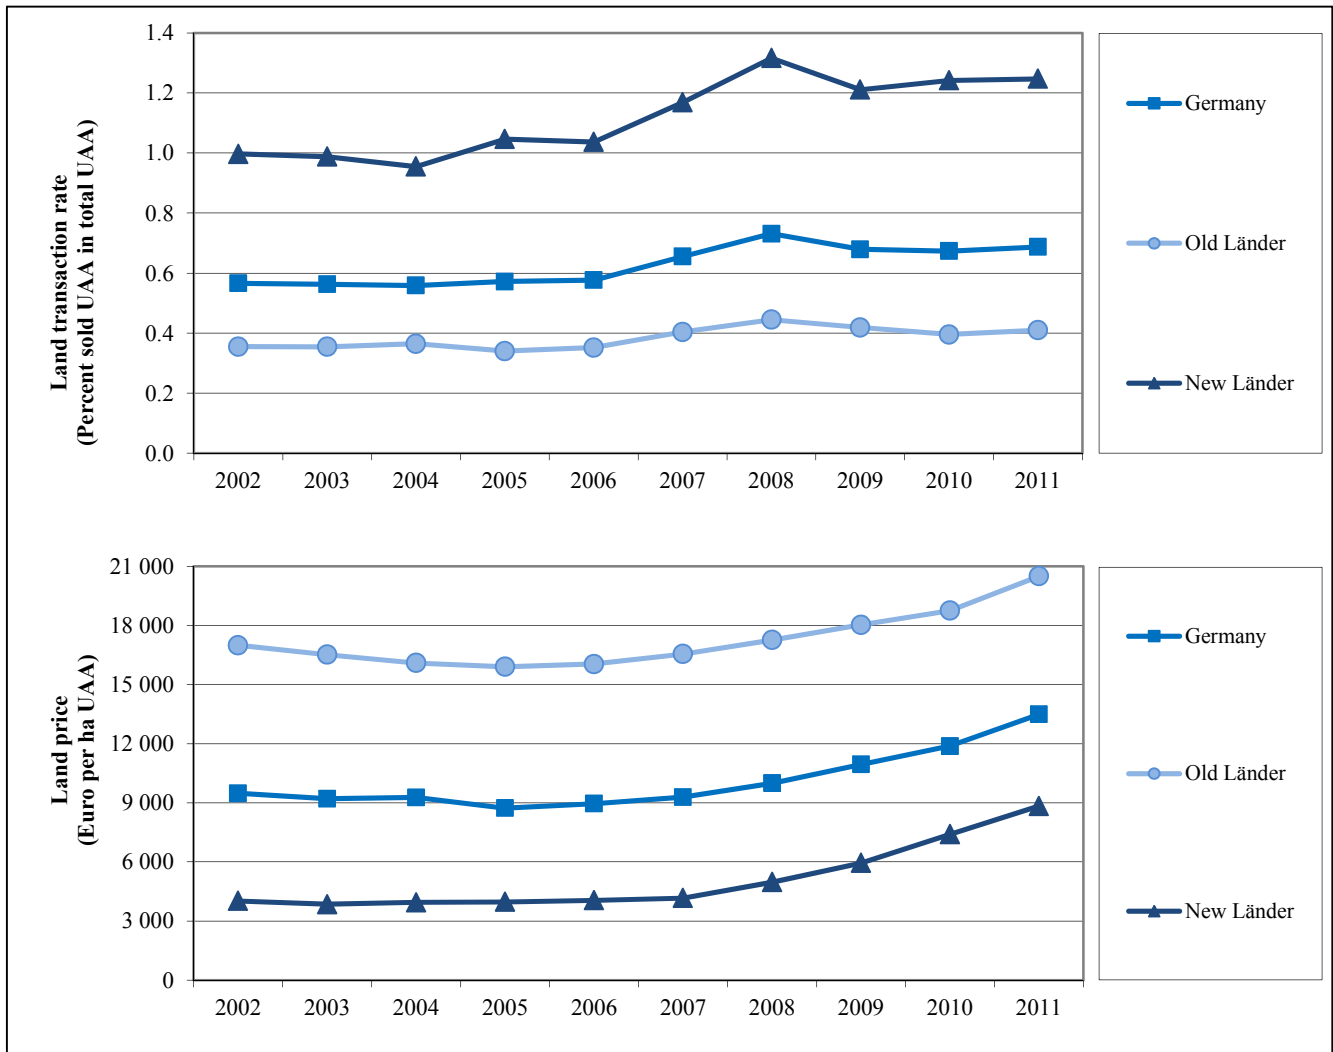 Land transaction rate
(Percent sold UAA in total UAA)
1.4
1.2
1.0
0.8
0.6
0.4
0.2
0.0
2002 2003 2004 2005 2006 2007 2008 2009 2010 2011
Germany
Old Länder
New Länder
Land price
(Euro per ha UAA)
21 000
18 000
15 000
12 000
9 000
6 000
3 000
0
2002 2003 2004 2005 2006 2007 2008 2009 2010 2011
Germany
Old Länder
New Länder